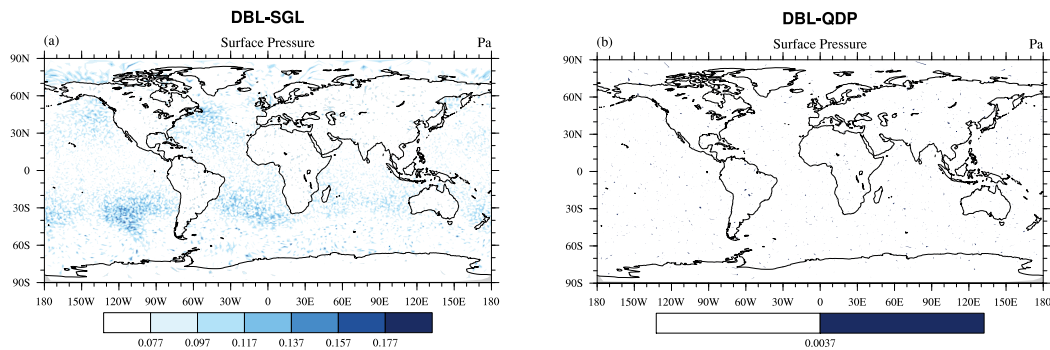 DBL-SGL
(a) Surface Pressure Pa
90N
60N
30N
0
30S
60S
90S
180 150W 120W 90W 60W 30W 0 30E 60E 90E 120E 150E 180
0.077 0.097 0.117 0.137 0.157 0.177
DBL-QDP
(b) Surface Pressure Pa
90N
60N
30N
0
30S
60S
90S
180 150W 120W 90W 60W 30W 0 30E 60E 90E 120E 150E 180
0.0037